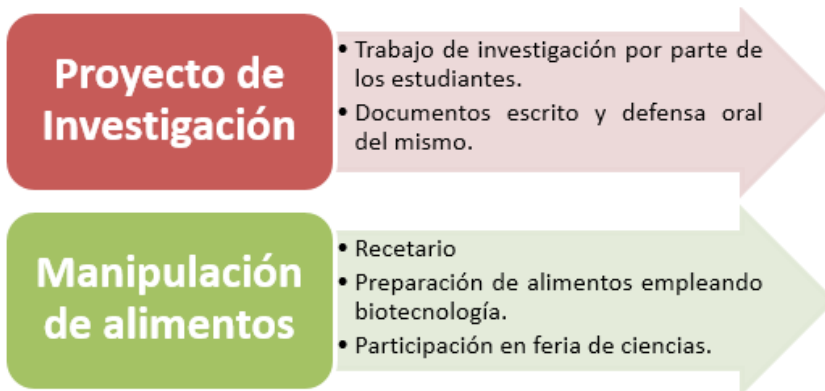 Proyecto de
Investigación
• Trabajo de investigación por parte de
los estudiantes.
• Documentos escrito y defensa oral
del mismo.
Manipulación
de alimentos
• Recetario
• Preparación de alimentos empleando
biotecnología.
• Participación en feria de ciencias.